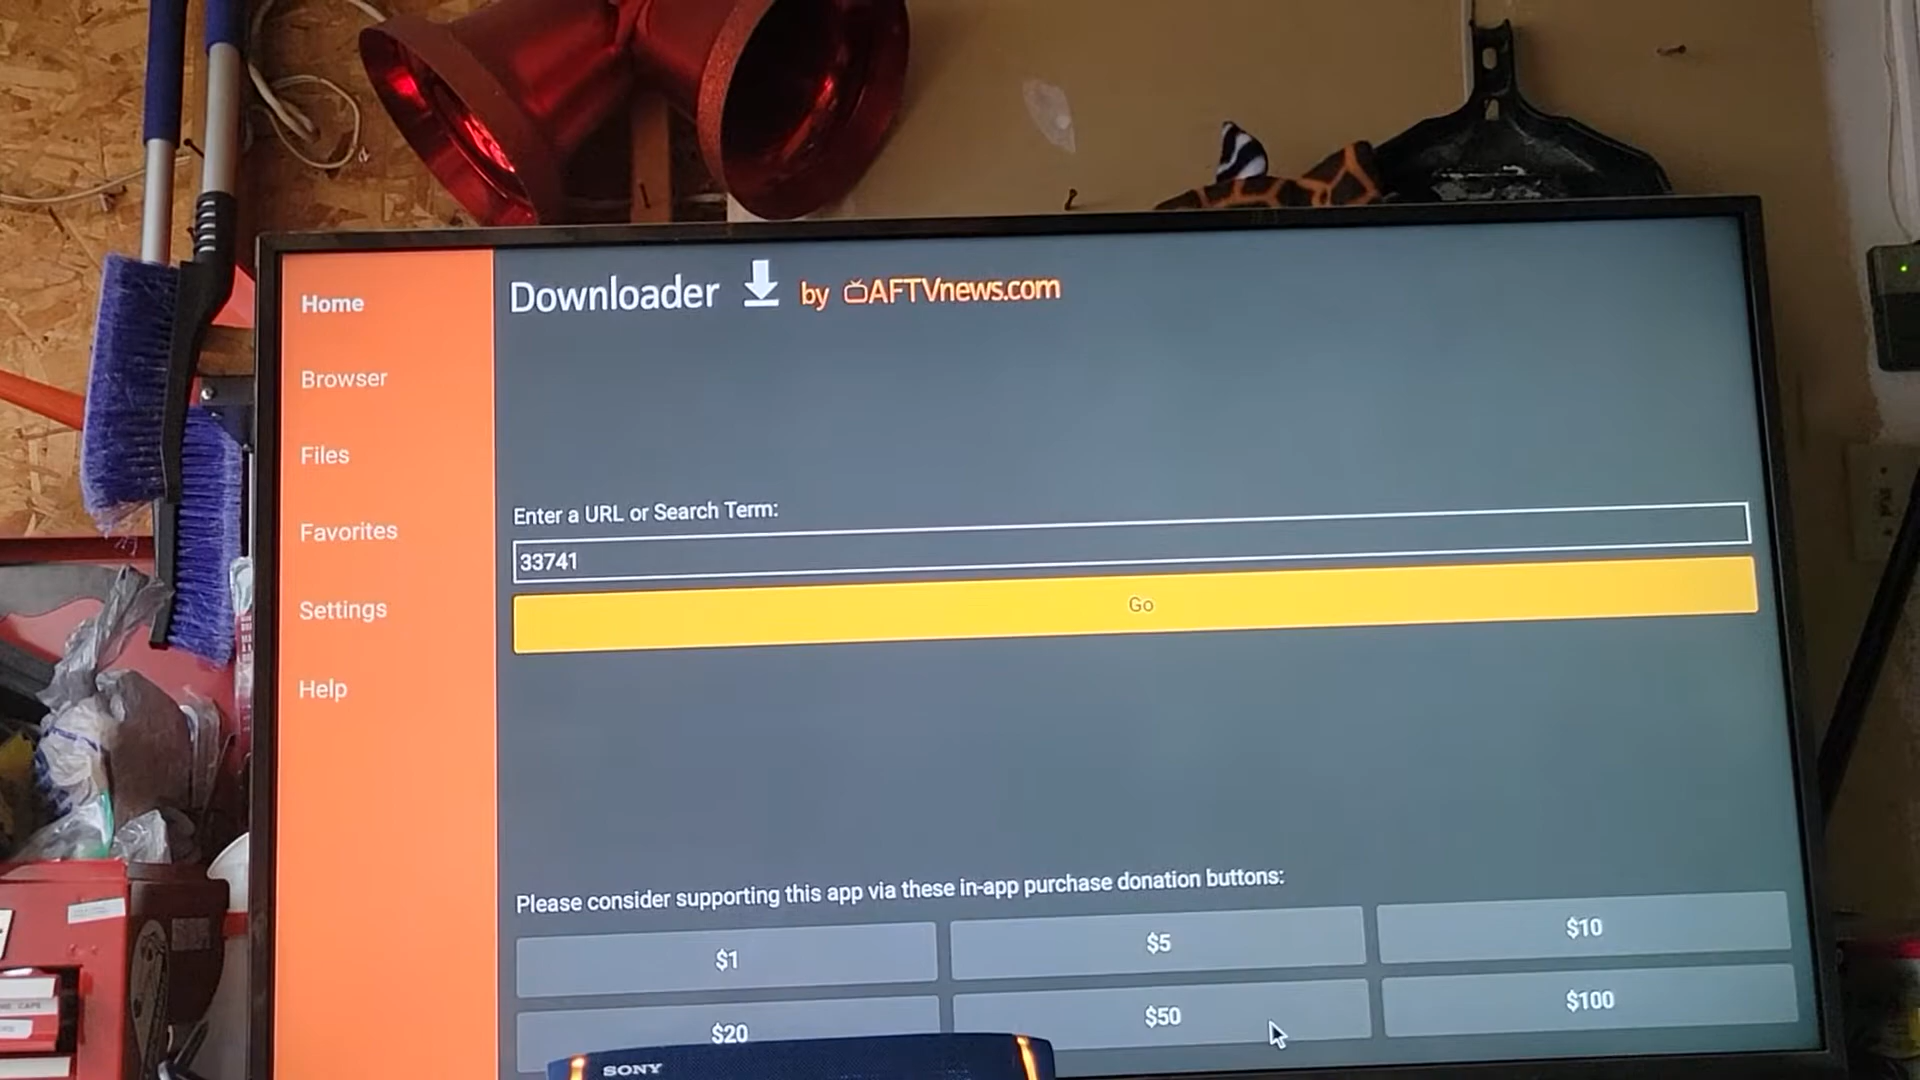 Home
Browser
Files
Favorites
Settings
Help
Downloader by AFTVnews.com
Enter a URL or Search Term:
33741
Go
Please consider supporting this app via these in-app purchase donation buttons:
$1
$5
$10
$20
$50
$100
SONY